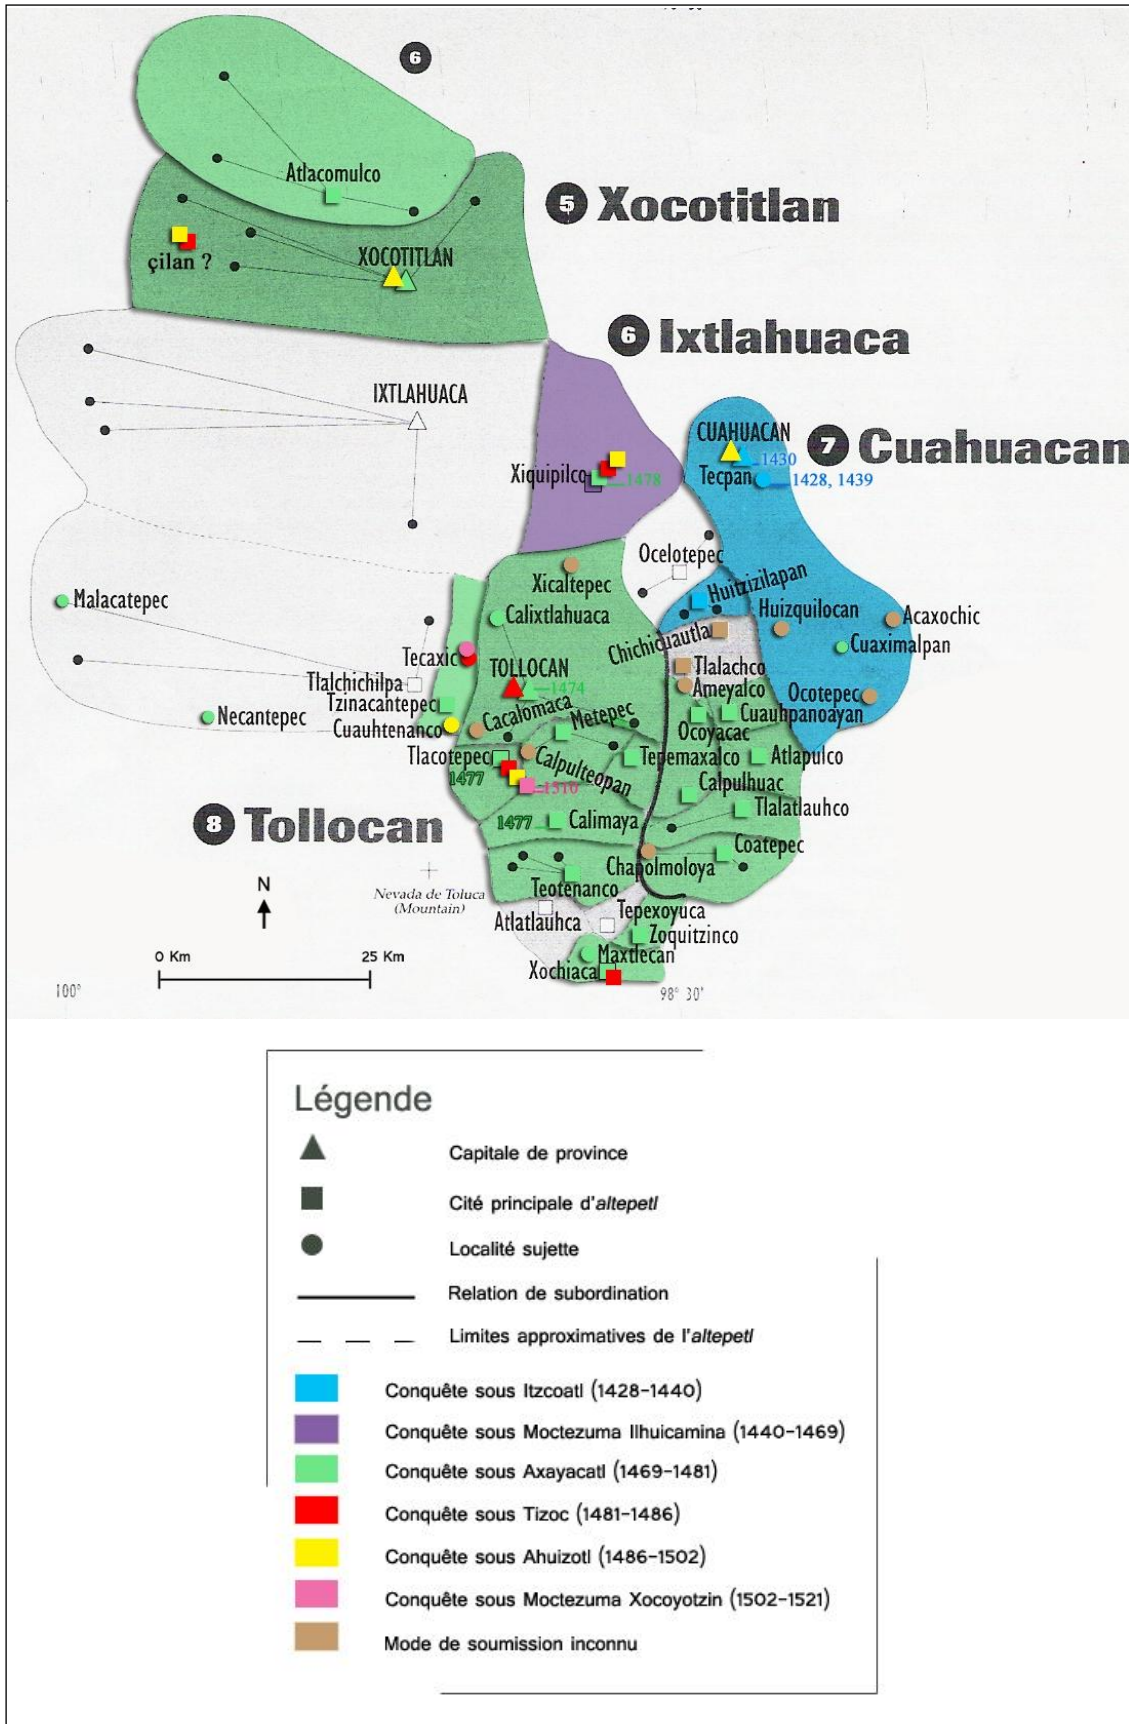 6
Atlacomulco
5 Xocotitlan
XOCOTITLAN
çilan ?
6 Ixtlahuaca
IXTLAHUACA
CUAHUACAN
7 Cuahuacan
1430
Tecpan
1428, 1439
Xiquipilco
1478
Ocelotepec
Xicaltepec
Huitzizilapan
Malacatepec
Calixtlahuaca
Huizquilocan
Acaxochic
Chichicuautla
Cuaximalpan
Tecaxic
TOLLOCAN
1474
Tlalachco
Tlalchichilpa
Ameyalco
Ocotepec
Tzinacantepec
Necantepec
Cuauhtenanco
Cacalomaca
Metepec
Cuauhpanoayan
Ocoyacac
Tlacotepec
Calpulteopan
Tepemaxalco
Atlapulco
1477
1510
Calpulhuac
Tlalatlauhco
8 Tollocan
1477
Calimaya
Coatepec
Chapolmoloya
Nevada de Toluca
(Mountain)
Teotenanco
N
Atlatlauhca
Tepexoyuca
Zoquitzinco
Maxtlecan
0 Km
25 Km
Xochiaca
100°
98° 30'
Légende
Capitale de province
Cité principale d'altepetl
Localité sujette
Relation de subordination
Limites approximatives de l'altepetl
Conquête sous Itzcoatl (1428-1440)
Conquête sous Moctezuma Ilhuicamina (1440-1469)
Conquête sous Axayacatl (1469-1481)
Conquête sous Tizoc (1481-1486)
Conquête sous Ahuizotl (1486-1502)
Conquête sous Moctezuma Xocoyotzin (1502-1521)
Mode de soumission inconnu